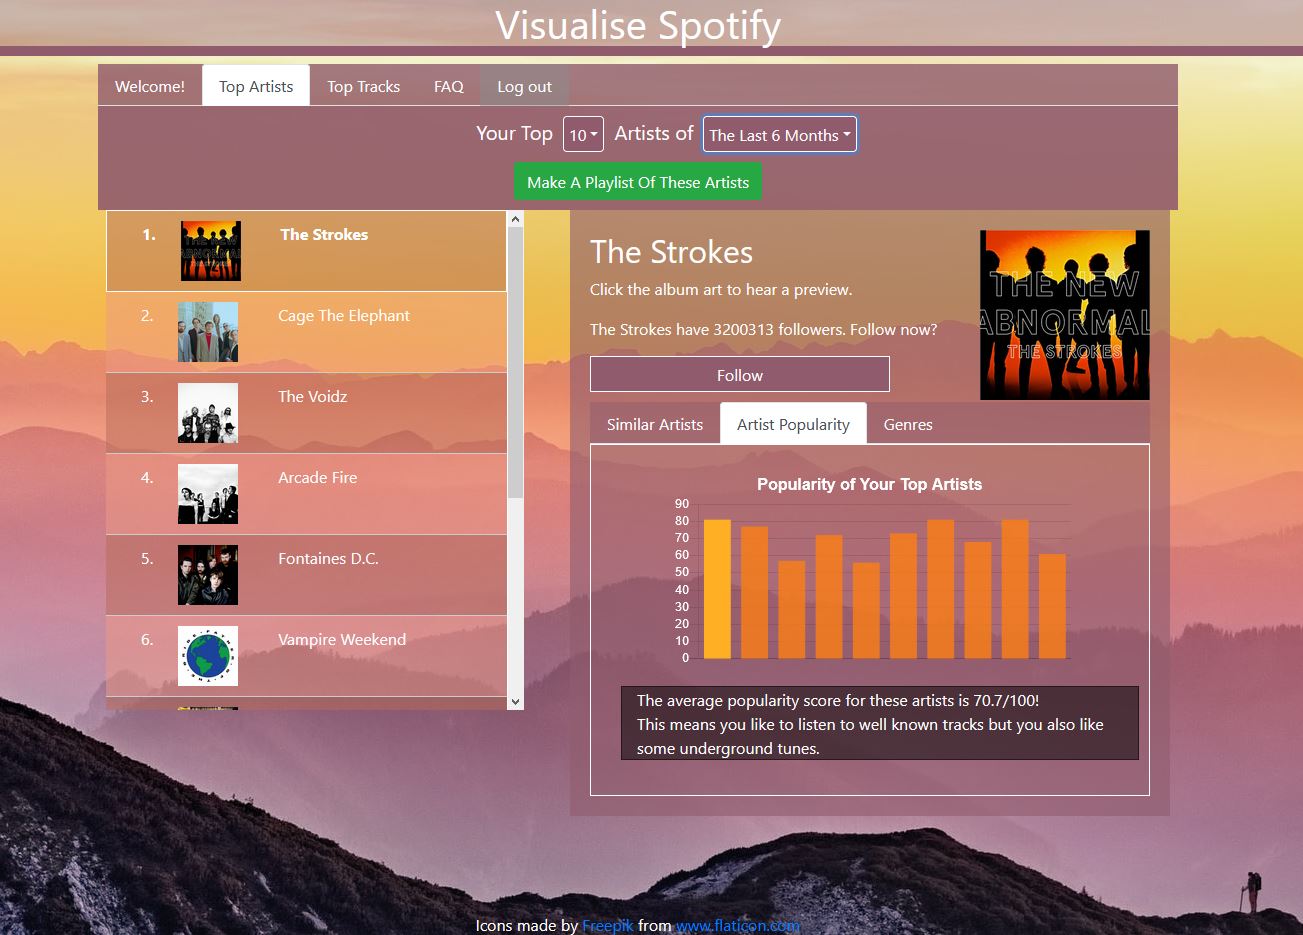 Visualise Spotify
Welcome! Top Artists Top Tracks FAQ Log out
Your Top 10 Artists of The Last 6 Months
Make A Playlist Of These Artists
1. The Strokes
THE NEW
ABNORMAL
THE STROKES
2. Cage The Elephant
3. The Voidz
4. Arcade Fire
5. Fontaines D.C.
6. Vampire Weekend
The Strokes
Click the album art to hear a preview.
The Strokes have 3200313 followers. Follow now?
Follow
THE NEW
ABNORMAL
THE STROKES
Similar Artists Artist Popularity Genres
Popularity of Your Top Artists
90
80
70
60
50
40
30
20
10
0
The average popularity score for these artists is 70.7/100!
This means you like to listen to well known tracks but you also like
some underground tunes.
Icons made by Freepik from www.flaticon.com